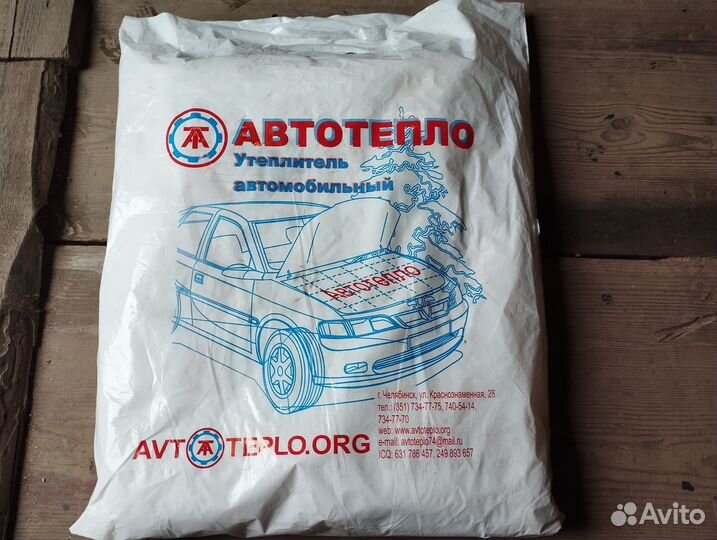 АВТОТЕПЛО
Утеплитель
автомобильный
Автотепло
г. Челябинск, ул. Краснознаменная, 28
тел.: (351) 734-77-75, 740-54-14,
734-77-70
web: www.avtoteplo.org
e-mail: avtoteplo74@mail.ru
ICQ: 631 786 457, 249 893 657
AVTOTEPLO.ORG
Avito